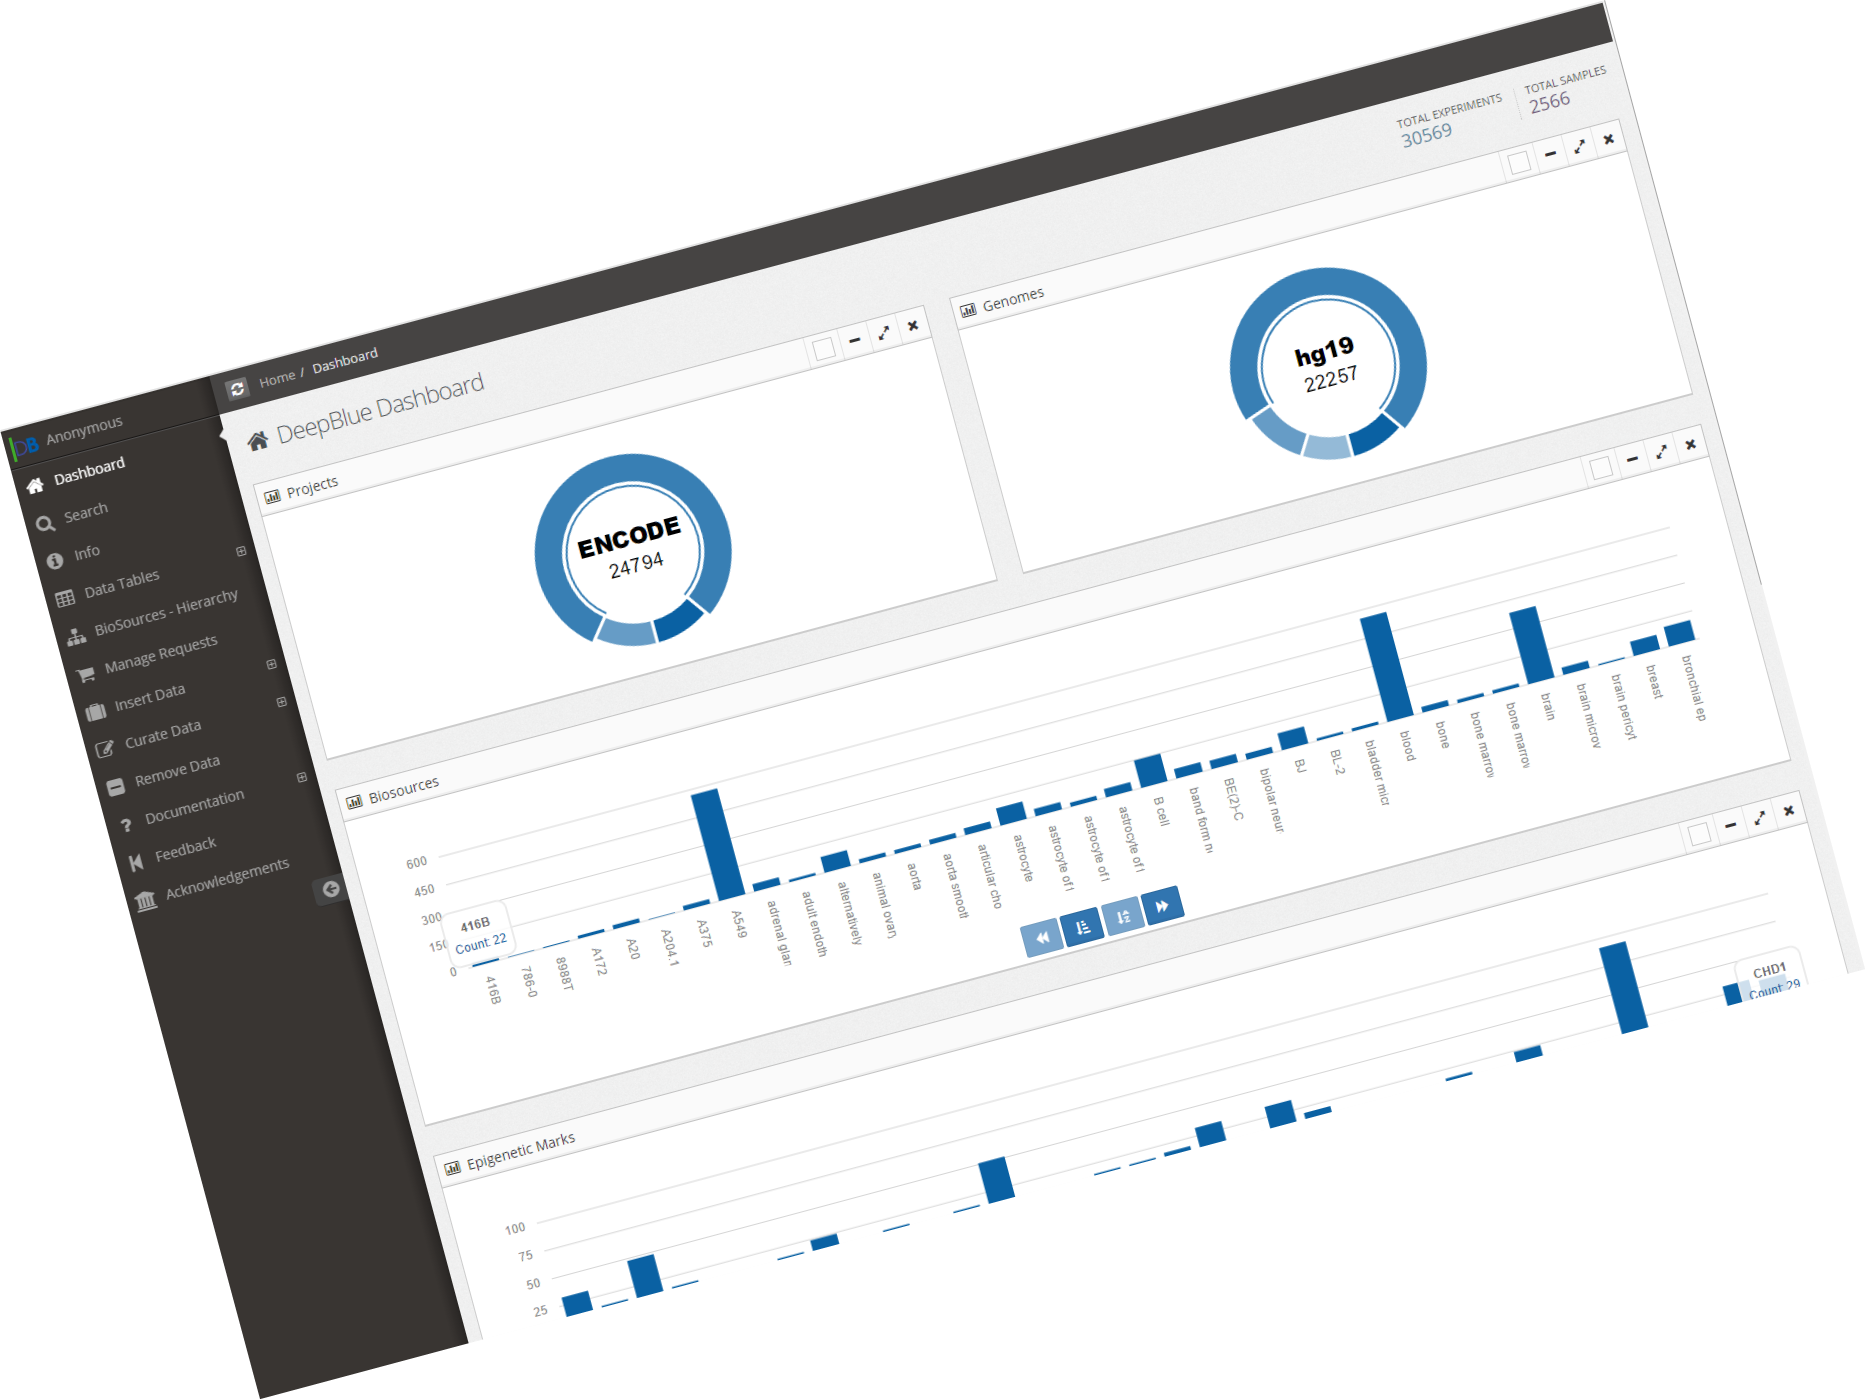 TOTAL EXPERIMENTS
30569
TOTAL SAMPLES
2566
Home / Dashboard
DeepBlue Dashboard
DB Anonymous
Dashboard
Search
Info
Data Tables
BioSources - Hierarchy
Manage Requests
Insert Data
Curate Data
Remove Data
Documentation
Feedback
Acknowledgements
Projects
ENCODE
24794
Genomes
hg19
22257
Biosources
600
450
300
150
0
416B
Count: 22
416B
786-0
8988T
A172
A20
A204.1
A375
A549
adrenal glan
adult endoth
alternatively
animal ovary
aorta
aorta smooth
articular cho
astrocyte
astrocyte of
astrocyte of
astrocyte of
B cell
band form n
BE(2)-C
bipolar neur
BJ
BL-2
bladder micr
blood
bone
bone marrow
bone marrow
brain
brain microv
brain pericyt
breast
bronchial ep
Epigenetic Marks
100
75
50
25
CHD1
Count: 29